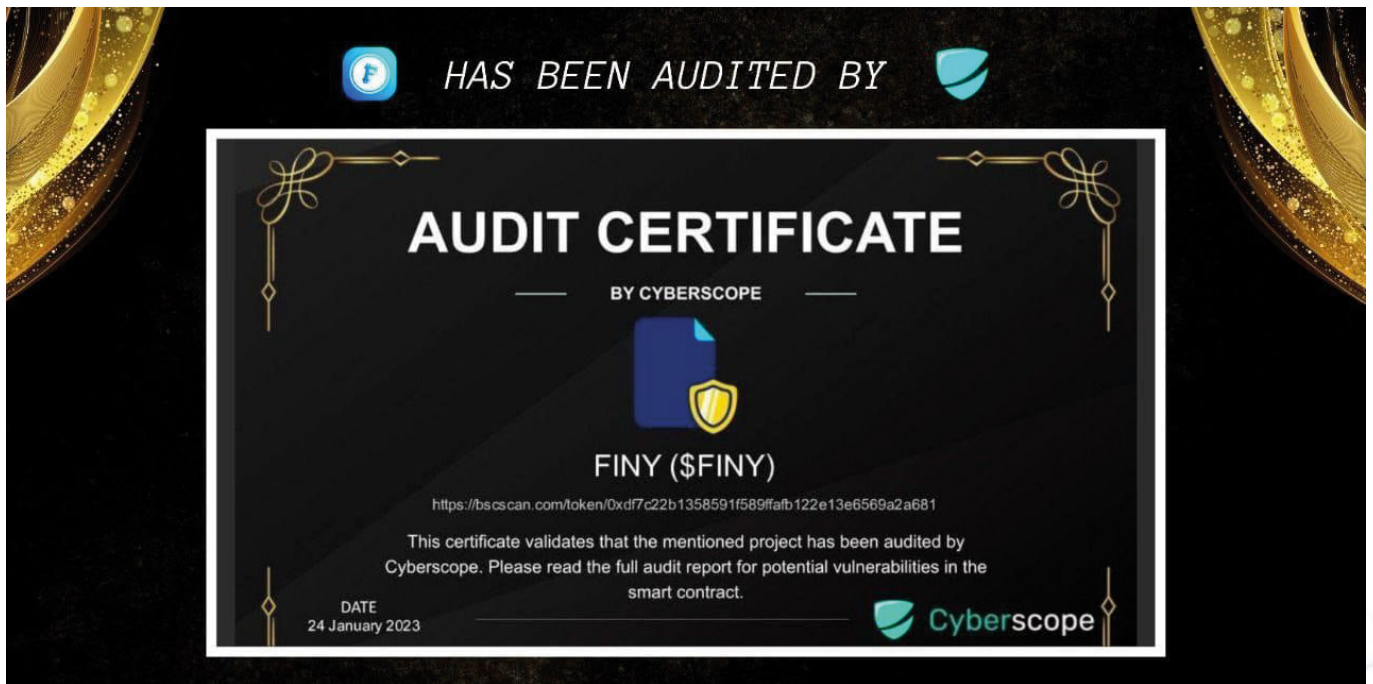 HAS BEEN AUDITED BY
AUDIT CERTIFICATE
BY CYBERSCOPE
FINY ($FINY)
https://bscscan.com/token/0xdf7c22b1358591f589ffafb122e13e6569a2a681
This certificate validates that the mentioned project has been audited by
Cyberscope. Please read the full audit report for potential vulnerabilities in the
smart contract.
DATE
24 January 2023
Cyberscope